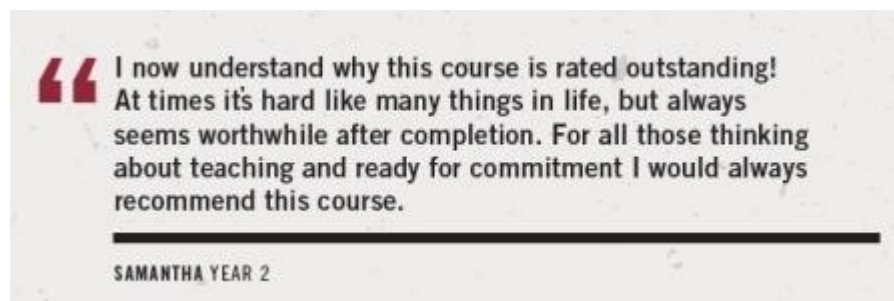 “ I now understand why this course is rated outstanding!
At times it's hard like many things in life, but always
seems worthwhile after completion. For all those thinking
about teaching and ready for commitment I would always
recommend this course.
SAMANTHA YEAR 2